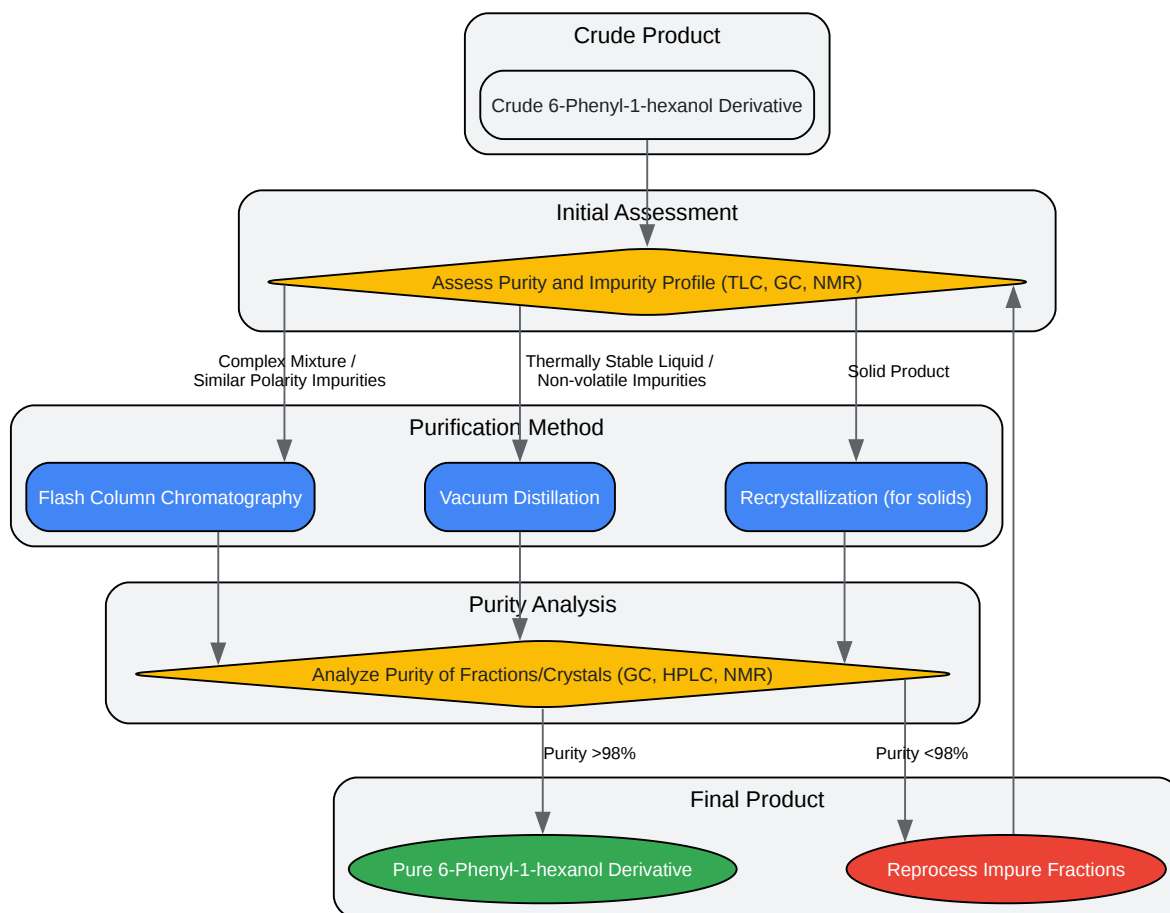 Crude Product
Crude 6-Phenyl-1-hexanol Derivative
Initial Assessment
Assess Purity and Impurity Profile (TLC, GC, NMR)
Complex Mixture /
Similar Polarity Impurities
Thermally Stable Liquid /
Non-volatile Impurities
Solid Product
Purification Method
Flash Column Chromatography
Vacuum Distillation
Recrystallization (for solids)
Purity Analysis
Analyze Purity of Fractions/Crystals (GC, HPLC, NMR)
Purity >98%
Purity <98%
Final Product
Pure 6-Phenyl-1-hexanol Derivative
Reprocess Impure Fractions